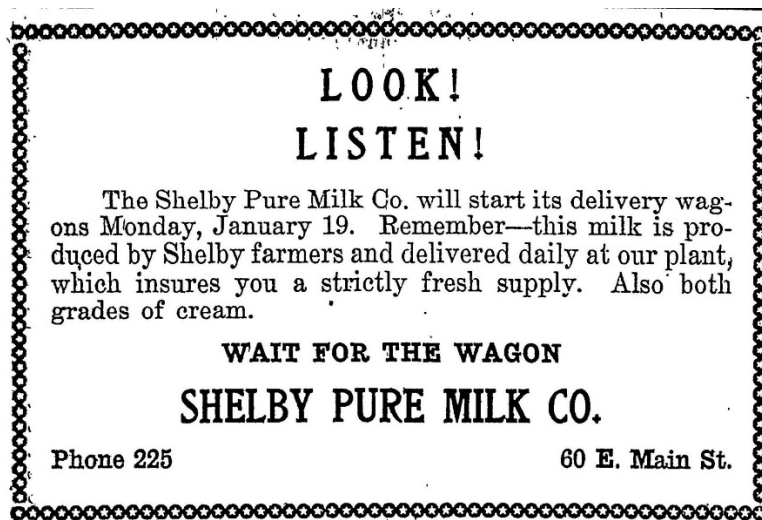 LOOK!
LISTEN!
The Shelby Pure Milk Co. will start its delivery wag-
ons Monday, January 19. Remember—this milk is pro-
duced by Shelby farmers and delivered daily at our plant,
which insures you a strictly fresh supply. Also both
grades of cream.
WAIT FOR THE WAGON
SHELBY PURE MILK CO.
Phone 225 60 E. Main St.